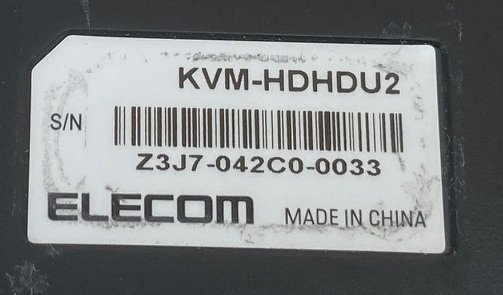 KVM-HDHDU2
S/N
Z3J7-042C0-0033
ELECOM MADE IN CHINA